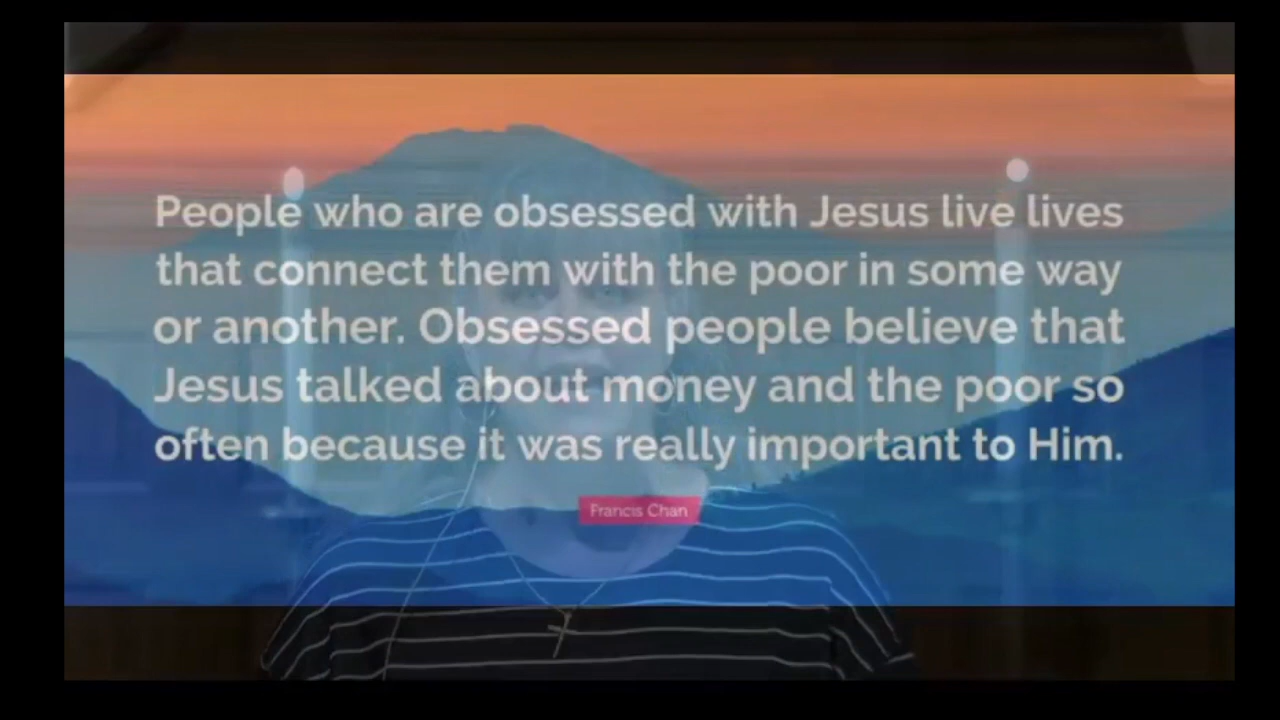 People who are obsessed with Jesus live lives
that connect them with the poor in some way
or another. Obsessed people believe that
Jesus talked about money and the poor so
often because it was really important to Him.
Francis Chan